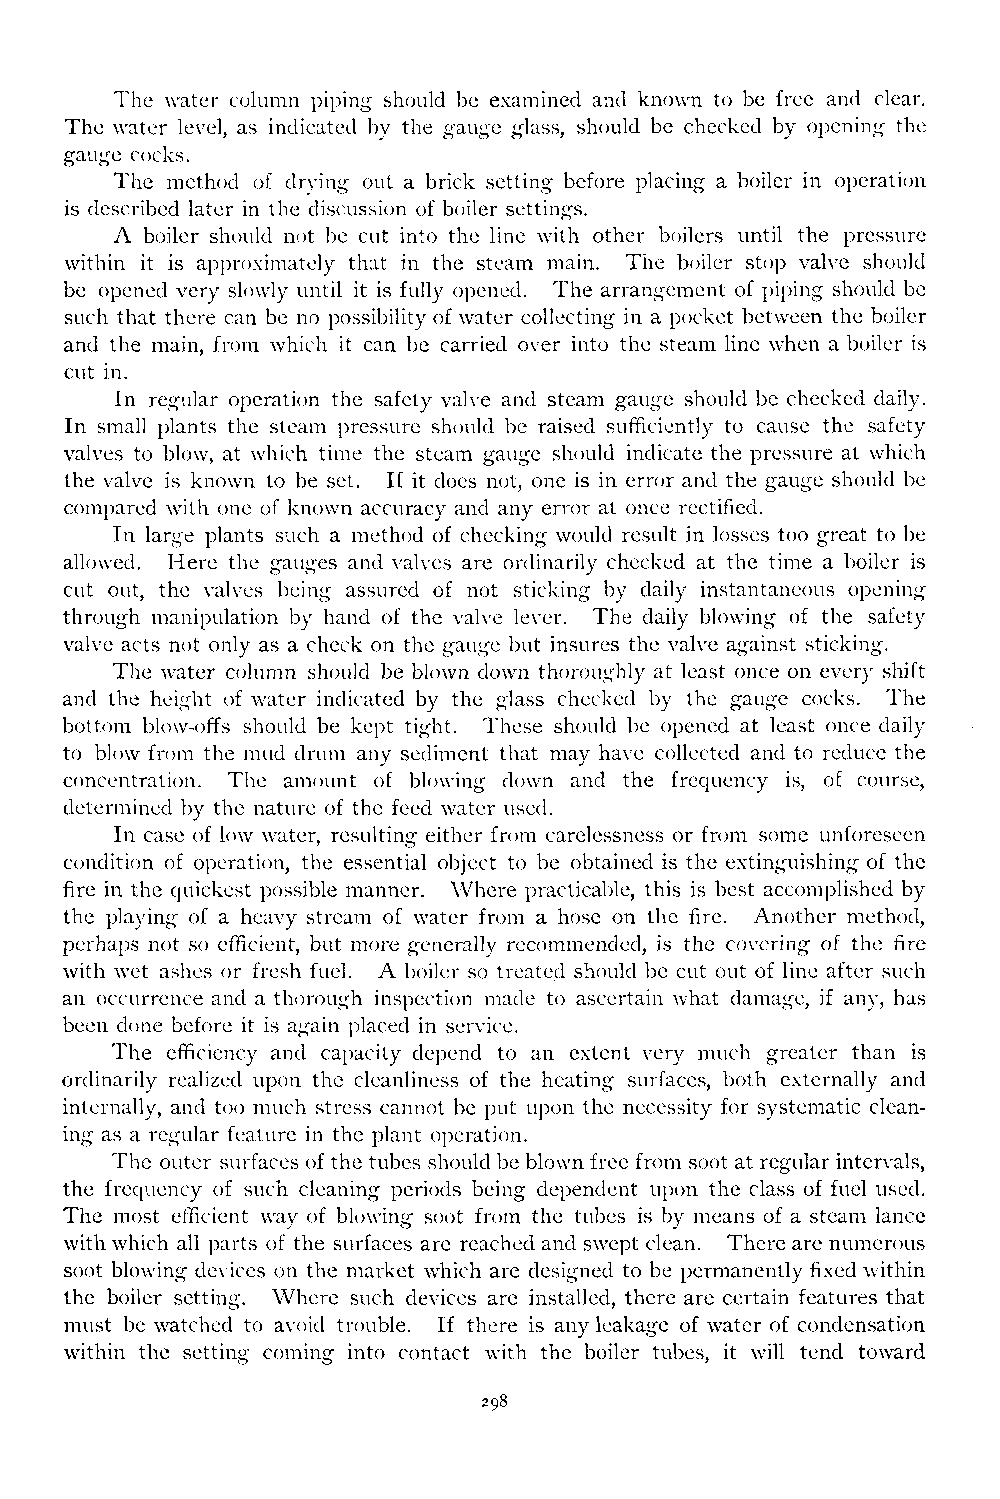 The water column piping should be examined and known to be free and clear.
The water level, as indicated by the gauge glass, should be checked by opening the
gauge cocks.
The method of drying out a brick setting before placing a boiler in operation
is described later in the discussion of boiler settings.
A boiler should not be cut into the line with other boilers until the pressure
within it is approximately that in the steam main. The boiler stop valve should
be opened very slowly until it is fully opened. The arrangement of piping should be
such that there can be no possibility of water collecting in a pocket between the boiler
and the main, from which it can be carried over into the steam line when a boiler is
cut in.
In regular operation the safety valve and steam gauge should be checked daily.
In small plants the steam pressure should be raised sufficiently to cause the safety
valves to blow, at which time the steam gauge should indicate the pressure at which
the valve is known to be set. If it does not, one is in error and the gauge should be
compared with one of known accuracy and any error at once rectified.
In large plants such a method of checking would result in losses too great to be
allowed. Here the gauges and valves are ordinarily checked at the time a boiler is
cut out, the valves being assured of not sticking by daily instantaneous opening
through manipulation by hand of the valve lever. The daily blowing of the safety
valve acts not only as a check on the gauge but insures the valve against sticking.
The water column should be blown down thoroughly at least once on every shift
and the height of water indicated by the glass checked by the gauge cocks. The
bottom blow-offs should be kept tight. These should be opened at least once daily
to blow from the mud drum any sediment that may have collected and to reduce the
concentration. The amount of blowing down and the frequency is, of course,
determined by the nature of the feed water used.
In case of low water, resulting either from carelessness or from some unforeseen
condition of operation, the essential object to be obtained is the extinguishing of the
fire in the quickest possible manner. Where practicable, this is best accomplished by
the playing of a heavy stream of water from a hose on the fire. Another method,
perhaps not so efficient, but more generally recommended, is the covering of the fire
with wet ashes or fresh fuel. A boiler so treated should be cut out of line after such
an occurrence and a thorough inspection made to ascertain what damage, if any, has
been done before it is again placed in service.
The efficiency and capacity depend to an extent very much greater than is
ordinarily realized upon the cleanliness of the heating surfaces, both externally and
internally, and too much stress cannot be put upon the necessity for systematic clean-
ing as a regular feature in the plant operation.
The outer surfaces of the tubes should be blown free from soot at regular intervals,
the frequency of such cleaning periods being dependent upon the class of fuel used.
The most efficient way of blowing soot from the tubes is by means of a steam lance
with which all parts of the surfaces are reached and swept clean. There are numerous
soot blowing devices on the market which are designed to be permanently fixed within
the boiler setting. Where such devices are installed, there are certain features that
must be watched to avoid trouble. If there is any leakage of water of condensation
within the setting coming into contact with the boiler tubes, it will tend toward
298